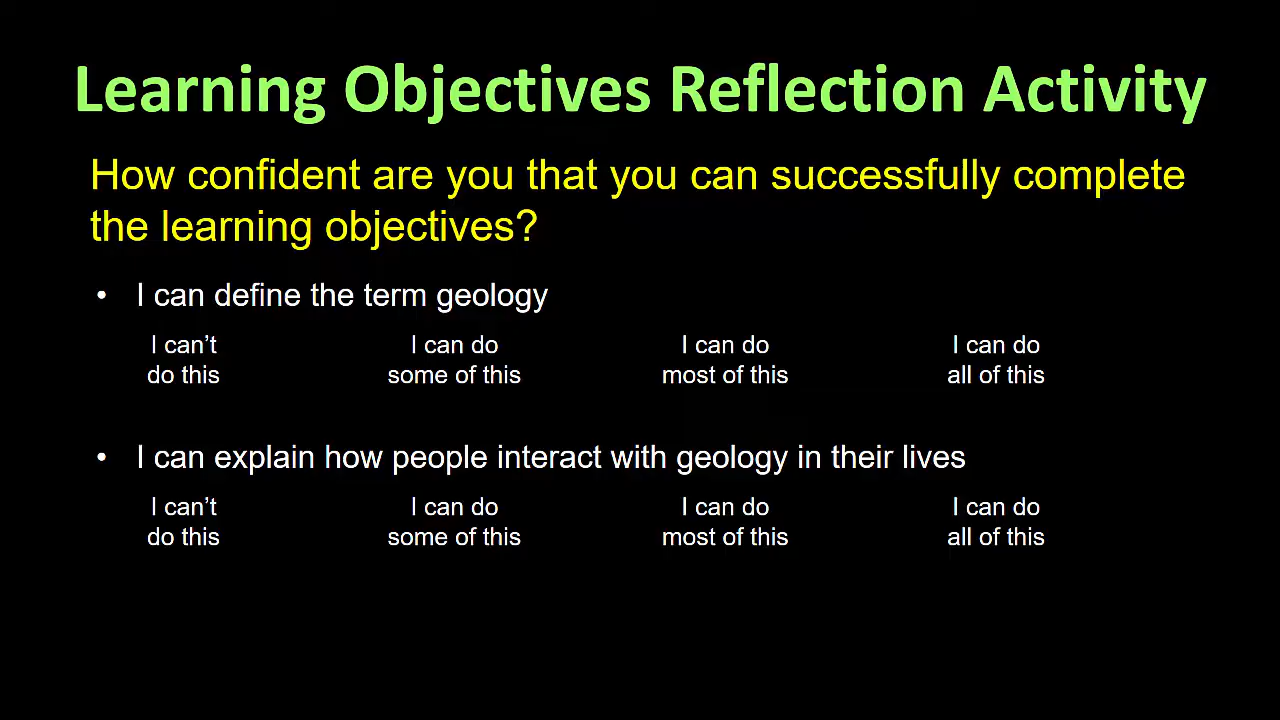 Learning Objectives Reflection Activity
How confident are you that you can successfully complete
the learning objectives?
• I can define the term geology
I can’t do this
I can do some of this
I can do most of this
I can do all of this
• I can explain how people interact with geology in their lives
I can’t do this
I can do some of this
I can do most of this
I can do all of this